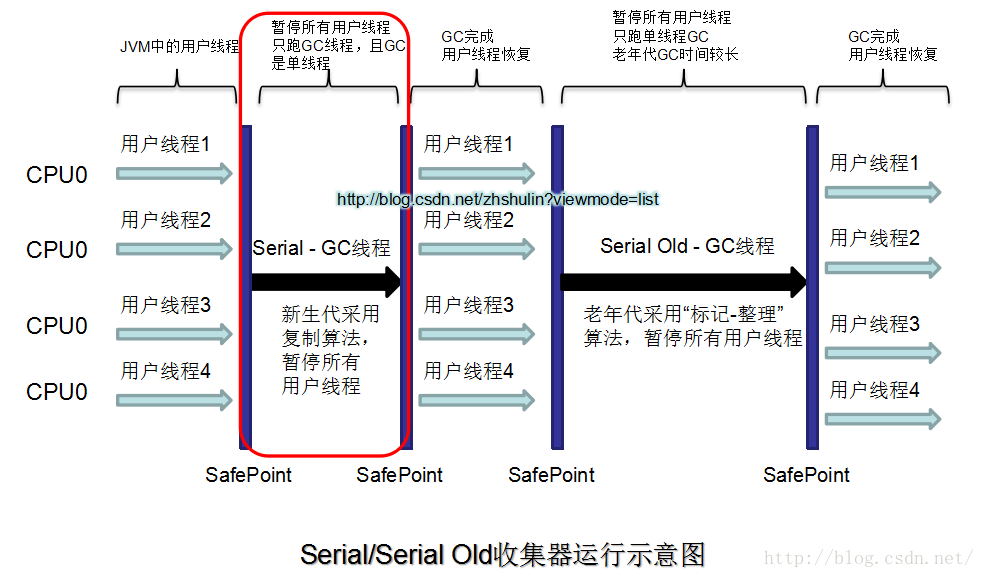 JVM中的用户线程
暂停所有用户线程
只跑GC线程，且GC
是单线程
GC完成
用户线程恢复
暂停所有用户线程
只跑单线程GC
老年代GC时间较长
GC完成
用户线程恢复
CPU0
CPU0
CPU0
CPU0
用户线程1
用户线程2
用户线程3
用户线程4
Serial - GC线程
新生代采用
复制算法，
暂停所有
用户线程
用户线程1
http://blog.csdn.net/zhshulin?viewmode=list
用户线程2
用户线程3
用户线程4
Serial Old - GC线程
老年代采用“标记-整理”
算法，暂停所有用户线程
用户线程1
用户线程2
用户线程3
用户线程4
SafePoint
SafePoint
SafePoint
SafePoint
Serial/Serial Old收集器运行示意图
http://blog.csdn.net/